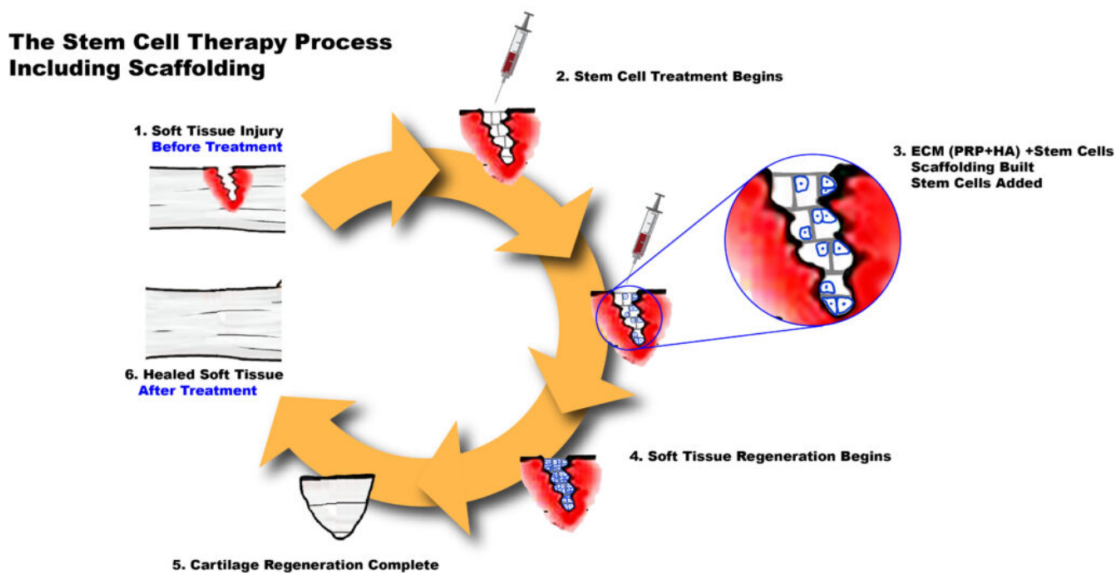 The Stem Cell Therapy Process
Including Scaffolding
1. Soft Tissue Injury
Before Treatment
2. Stem Cell Treatment Begins
3. ECM (PRP+HA) +Stem Cells
Scaffolding Built
Stem Cells Added
4. Soft Tissue Regeneration Begins
5. Cartilage Regeneration Complete
6. Healed Soft Tissue
After Treatment